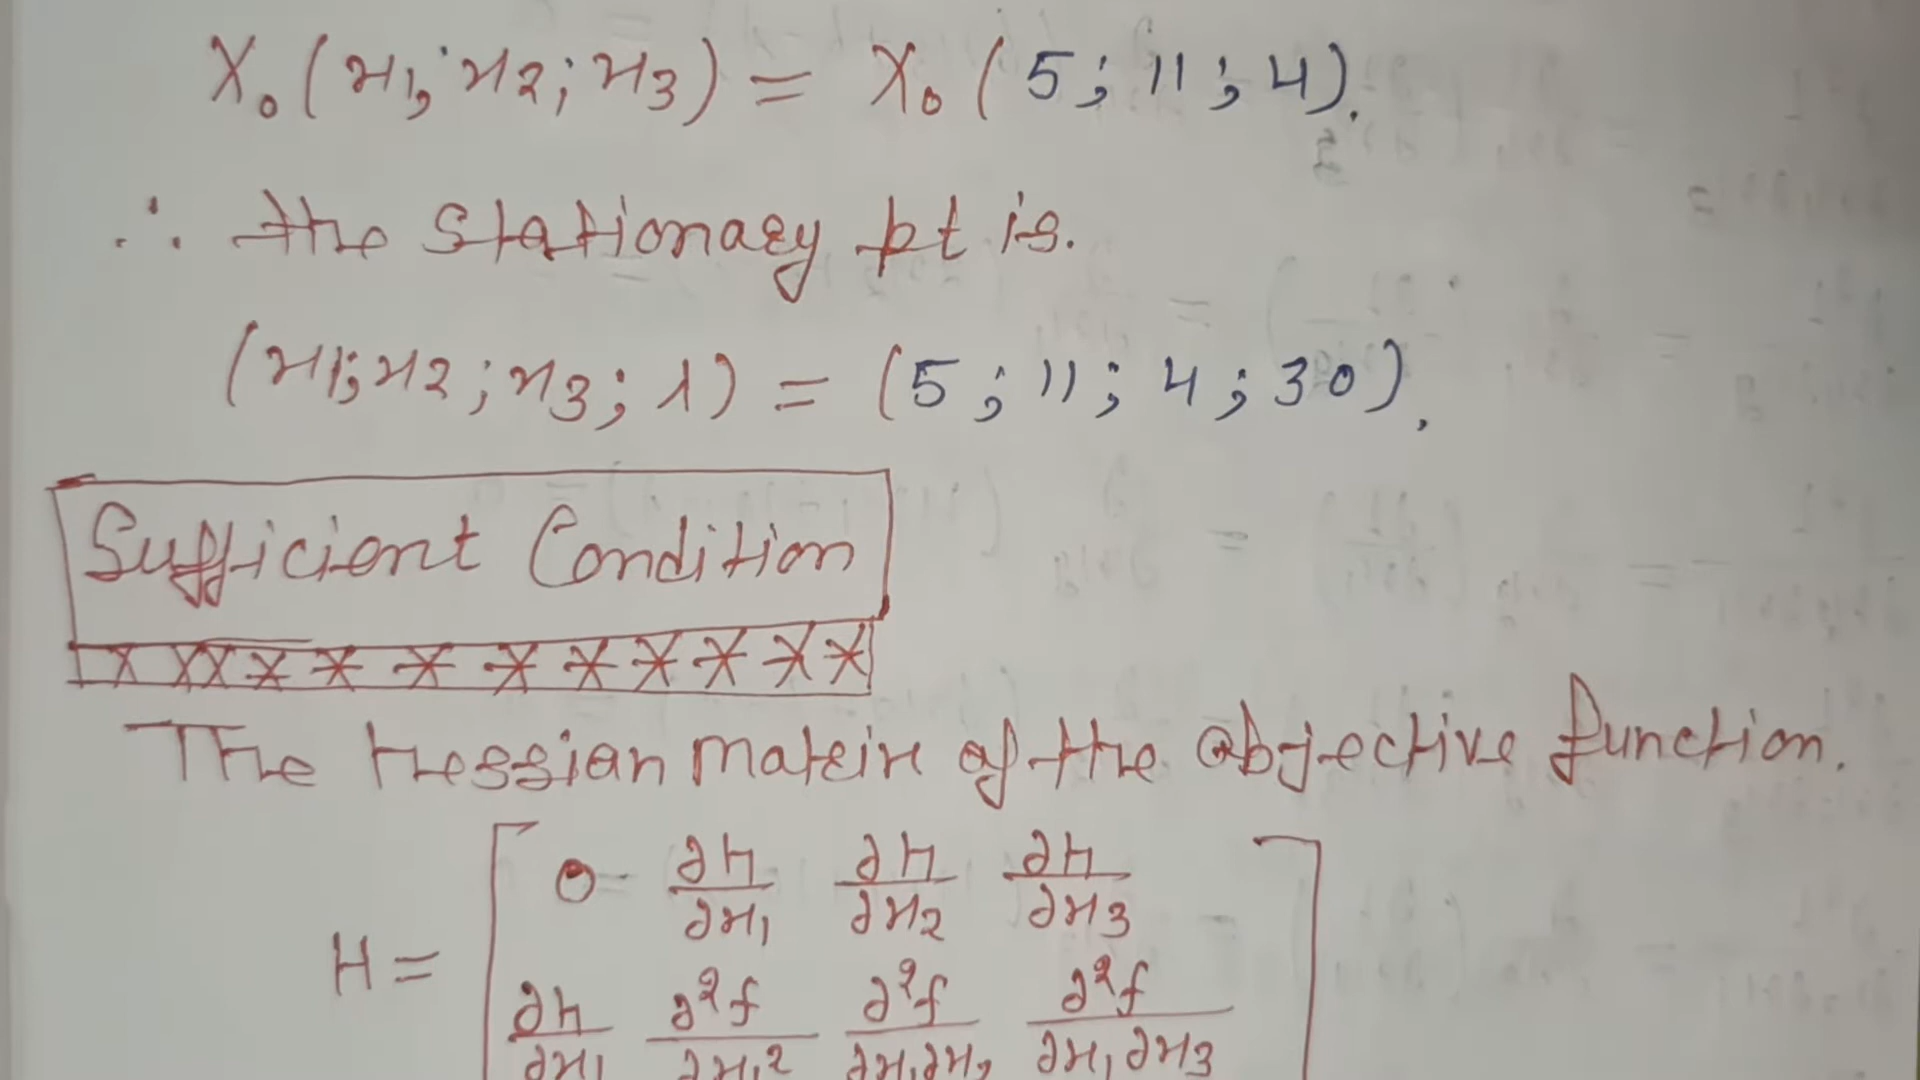 X₀(x1; x2; x3) = X₀(5; 11; 4).
∴ the stationary pt is.
(x1; x2; x3; λ) = (5; 11; 4; 30).
Sufficient Condition
The Hessian matrix of the objective function.
0 ∂h/∂x₁ ∂h/∂x₂ ∂h/∂x₃
H =
∂h/∂x₁ ∂²f/∂x₁² ∂²f/∂x₁∂x₂ ∂²f/∂x₁∂x₃